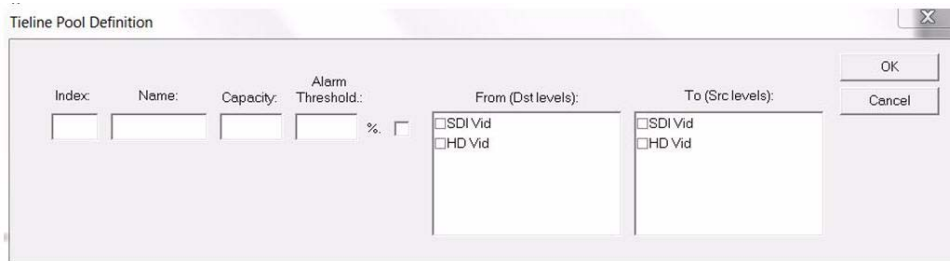 Tieline Pool Definition
X
Index:
Name:
Capacity:
Alarm
Threshold.:
%.
From (Dst levels):
SDI Vid
HD Vid
To (Src levels):
SDI Vid
HD Vid
OK
Cancel